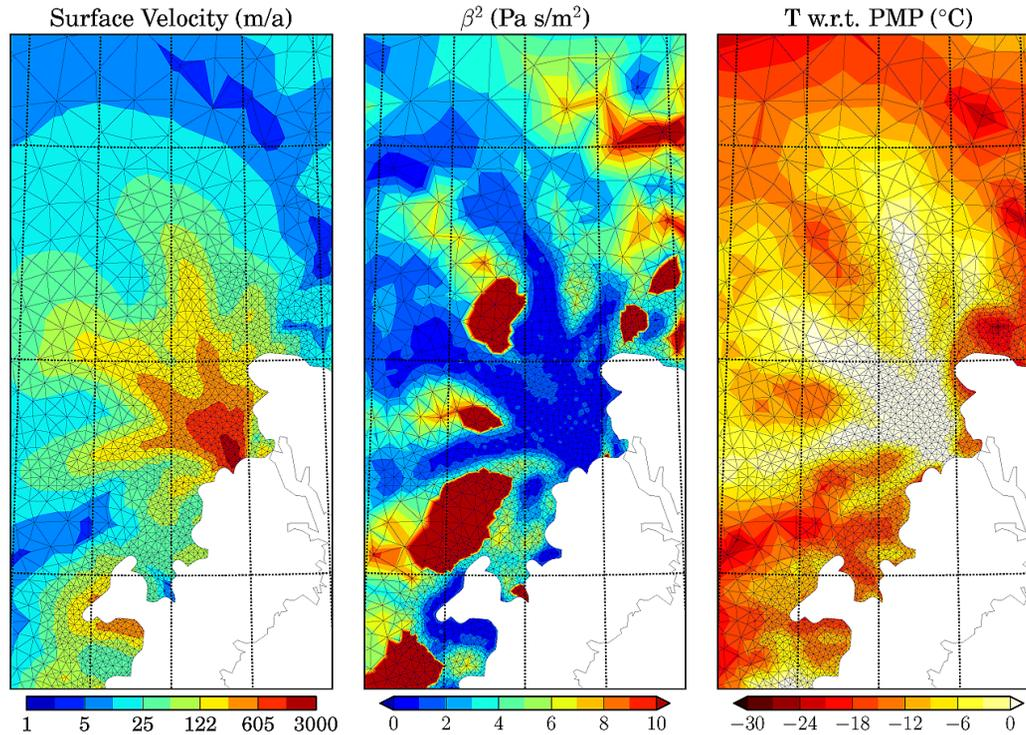 Surface Velocity (m/a)
β² (Pa s/m²)
T w.r.t. PMP (°C)
1 5 25 122 605 3000
0 2 4 6 8 10
−30 −24 −18 −12 −6 0